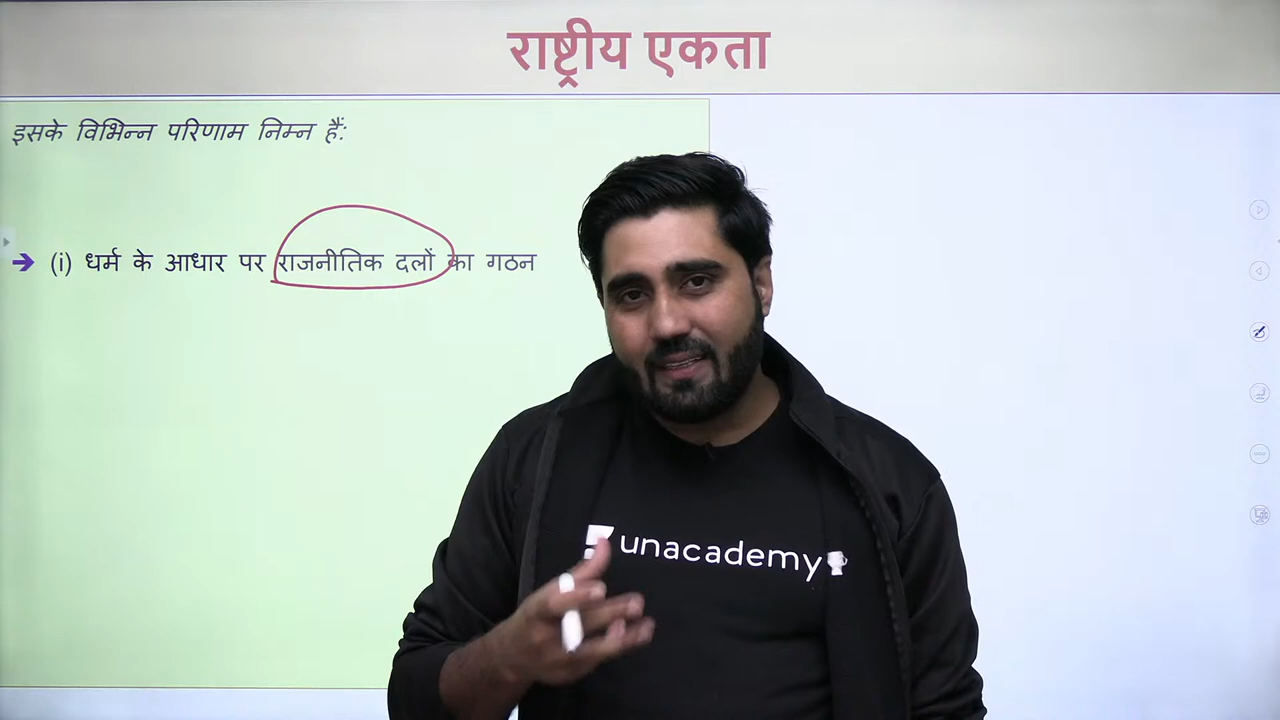 राष्ट्रीय एकता
इसके विभिन्न परिणाम निम्न हैं:
➔ (i) धर्म के आधार पर राजनीतिक दलों का गठन
unacademy